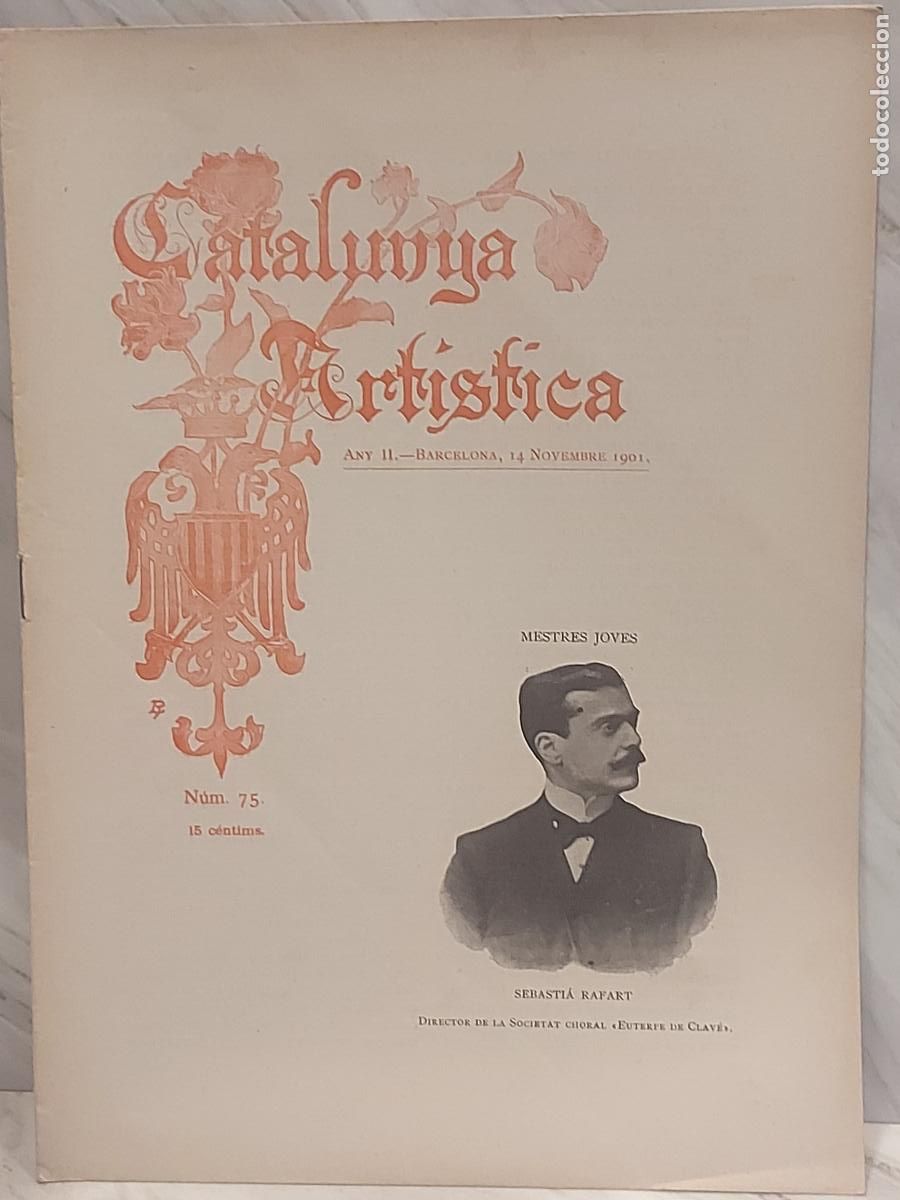 Catalunya
Artística
ANY II.—BARCELONA, 14 NOVEMBRE 1901.
MESTRES JOVES
Núm. 75.
15 céntims.
SEBASTIÁ RAFART
DIRECTOR DE LA SOCIETAT CHORAL «EUTERPE DE CLAVÉ».
todocoleccion